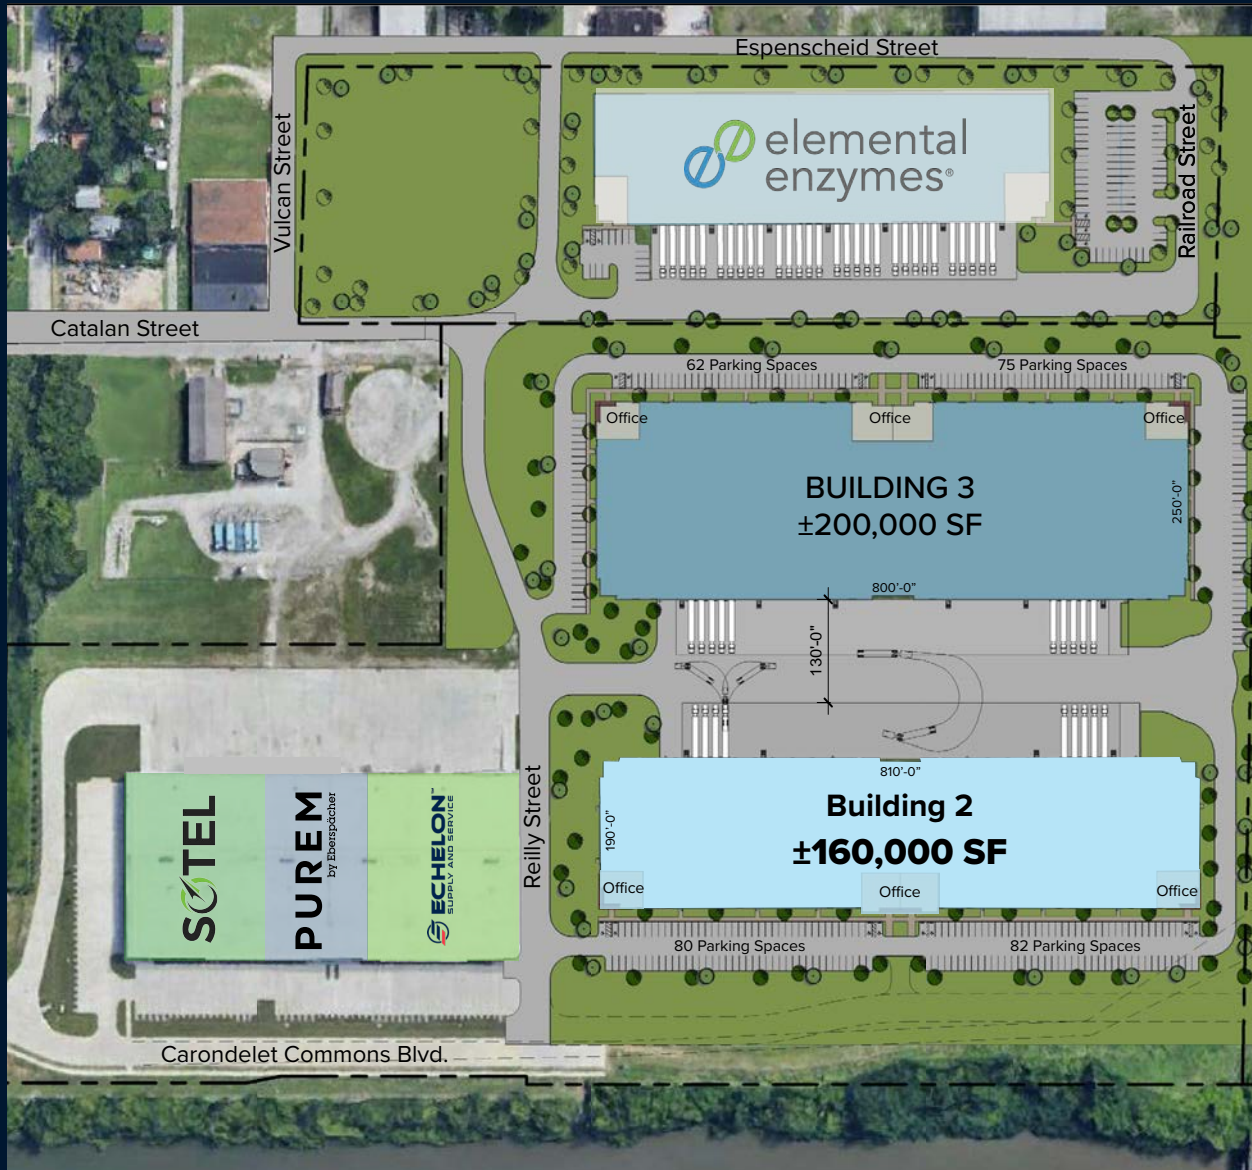 Espenscheid Street
elemental
enzymes®
Vulcan Street
Railroad Street
Catalan Street
62 Parking Spaces
75 Parking Spaces
Office
Office
Office
BUILDING 3
±200,000 SF
250'-0"
800'-0"
130'-0"
810'-0"
Building 2
±160,000 SF
190'-0"
Office
Office
Office
80 Parking Spaces
82 Parking Spaces
Reilly Street
SOTEL
PUREM
by Eberspächer
ECHELON™
SUPPLY AND SERVICE
Carondelet Commons Blvd.